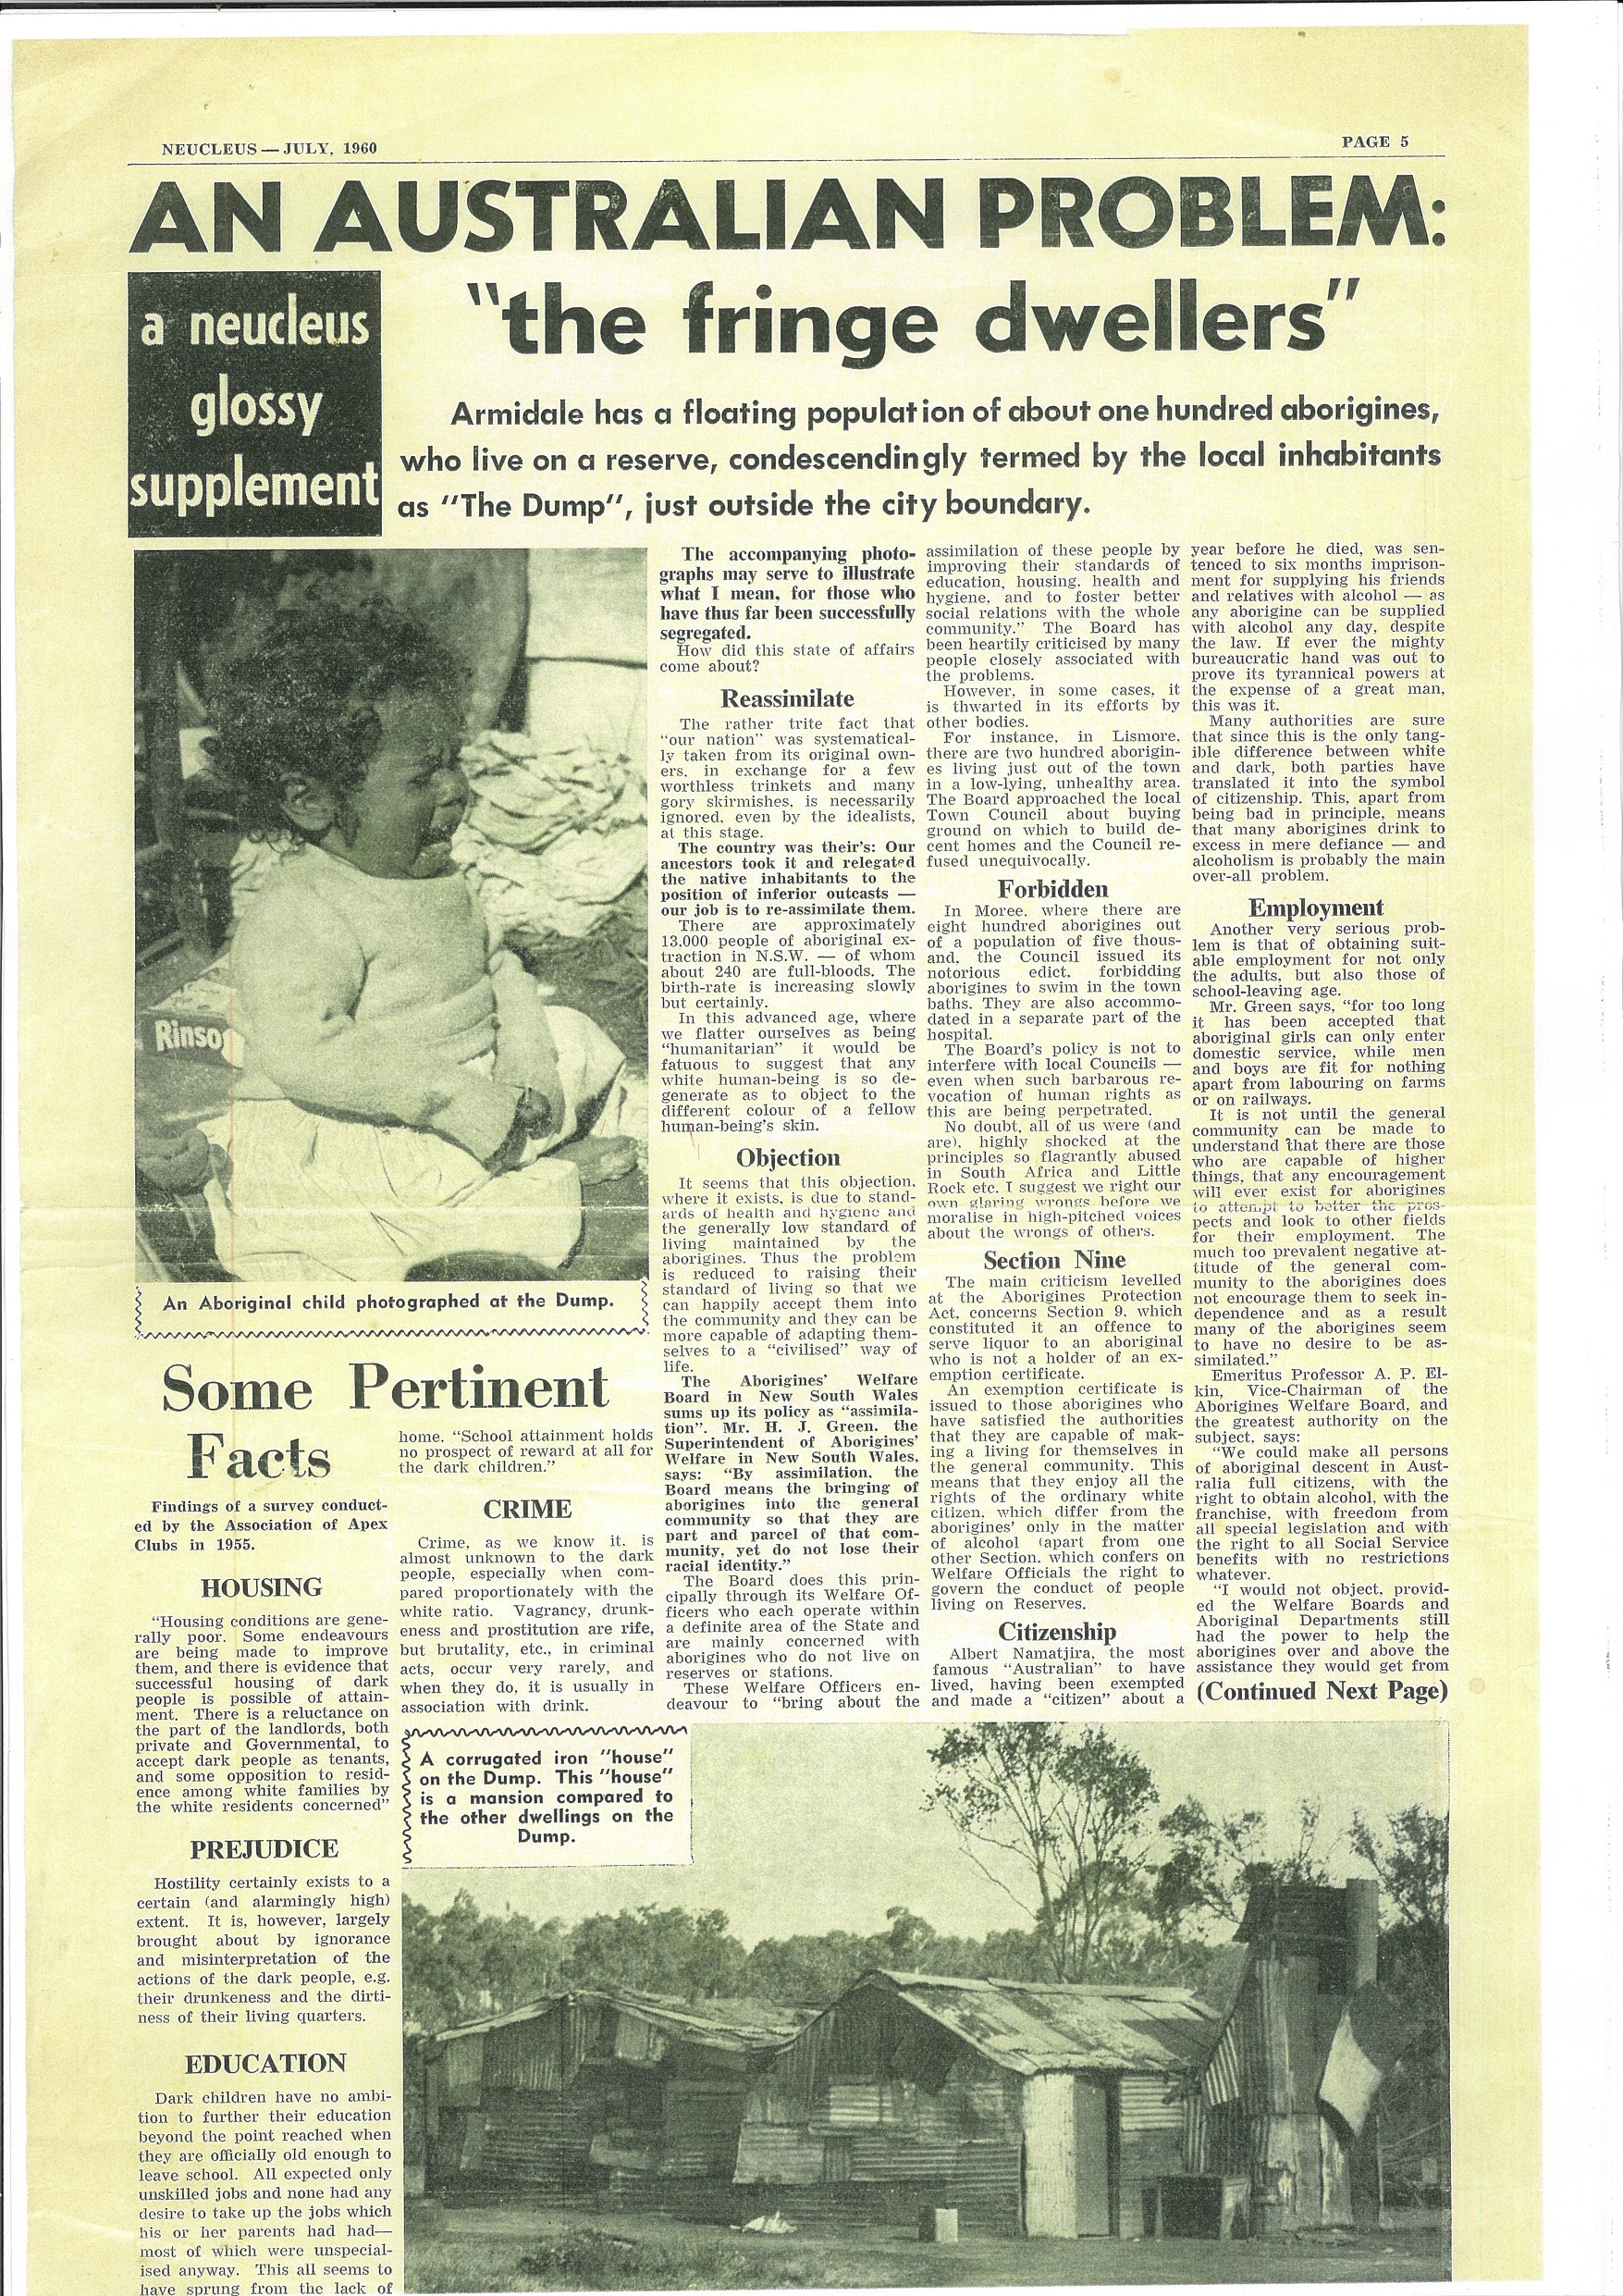 NEUCLEUS — JULY, 1960
PAGE 5
AN AUSTRALIAN PROBLEM:
a neucleus
glossy
supplement
"the fringe dwellers"
Armidale has a floating population of about one hundred aborigines,
who live on a reserve, condescendingly termed by the local inhabitants
as "The Dump", just outside the city boundary.
Rinso
An Aboriginal child photographed at the Dump.
Some Pertinent
Facts
Findings of a survey conduct-
ed by the Association of Apex
Clubs in 1955.
HOUSING
"Housing conditions are gene-
rally poor. Some endeavours
are being made to improve
them, and there is evidence that
successful housing of dark
people is possible of attain-
ment. There is a reluctance on
the part of the landlords, both
private and Governmental, to
accept dark people as tenants,
and some opposition to resid-
ence among white families by
the white residents concerned"
PREJUDICE
Hostility certainly exists to a
certain (and alarmingly high)
extent. It is, however, largely
brought about by ignorance
and misinterpretation of the
actions of the dark people, e.g.
their drunkeness and the dirti-
ness of their living quarters.
EDUCATION
Dark children have no ambi-
tion to further their education
beyond the point reached when
they are officially old enough to
leave school. All expected only
unskilled jobs and none had any
desire to take up the jobs which
his or her parents had had—
most of which were unspecial-
ised anyway. This all seems to
have sprung from the lack of
home. "School attainment holds
no prospect of reward at all for
the dark children."
CRIME
Crime, as we know it, is
almost unknown to the dark
people, especially when com-
pared proportionately with the
white ratio. Vagrancy, drunk-
eness and prostitution are rife,
but brutality, etc., in criminal
acts, occur very rarely, and
when they do, it is usually in
association with drink.
The accompanying photo-
graphs may serve to illustrate
what I mean, for those who
have thus far been successfully
segregated.
How did this state of affairs
come about?
Reassimilate
The rather trite fact that
"our nation" was systematical-
ly taken from its original own-
ers, in exchange for a few
worthless trinkets and many
gory skirmishes, is necessarily
ignored, even by the idealists,
at this stage.
The country was their's: Our
ancestors took it and relegated
the native inhabitants to the
position of inferior outcasts —
our job is to re-assimilate them.
There are approximately
13,000 people of aboriginal ex-
traction in N.S.W. — of whom
about 240 are full-bloods. The
birth-rate is increasing slowly
but certainly.
In this advanced age, where
we flatter ourselves as being
"humanitarian" it would be
fatuous to suggest that any
white human-being is so de-
generate as to object to the
different colour of a fellow
human-being's skin.
Objection
It seems that this objection,
where it exists, is due to stand-
ards of health and hygiene and
the generally low standard of
living maintained by the
aborigines. Thus the problem
is reduced to raising their
standard of living so that we
can happily accept them into
the community and they can be
more capable of adapting them-
selves to a "civilised" way of
life.
The Aborigines' Welfare
Board in New South Wales
sums up its policy as "assimila-
tion". Mr. H. J. Green, the
Superintendent of Aborigines'
Welfare in New South Wales,
says: "By assimilation, the
Board means the bringing of
aborigines into the general
community so that they are
part and parcel of that com-
munity, yet do not lose their
racial identity."
The Board does this prin-
cipally through its Welfare Of-
ficers who each operate within
a definite area of the State and
are mainly concerned with
aborigines who do not live on
reserves or stations.
These Welfare Officers en-
deavour to "bring about the
assimilation of these people by
improving their standards of
education, housing, health and
hygiene, and to foster better
social relations with the whole
community." The Board has
been heartily criticised by many
people closely associated with
the problems.
However, in some cases, it
is thwarted in its efforts by
other bodies.
For instance, in Lismore,
there are two hundred aborigin-
es living just out of the town
in a low-lying, unhealthy area.
The Board approached the local
Town Council about buying
ground on which to build de-
cent homes and the Council re-
fused unequivocally.
Forbidden
In Moree, where there are
eight hundred aborigines out
of a population of five thous-
and, the Council issued its
notorious edict, forbidding
aborigines to swim in the town
baths. They are also accommo-
dated in a separate part of the
hospital.
The Board's policy is not to
interfere with local Councils —
even when such barbarous re-
vocation of human rights as
this are being perpetrated.
No doubt, all of us were (and
are), highly shocked at the
principles so flagrantly abused
in South Africa and Little
Rock etc. I suggest we right our
own glaring wrongs before we
moralise in high-pitched voices
about the wrongs of others.
Section Nine
The main criticism levelled
at the Aborigines Protection
Act, concerns Section 9, which
constituted it an offence to
serve liquor to an aboriginal
who is not a holder of an ex-
emption certificate.
An exemption certificate is
issued to those aborigines who
have satisfied the authorities
that they are capable of mak-
ing a living for themselves in
the general community. This
means that they enjoy all the
rights of the ordinary white
citizen, which differ from the
aborigines' only in the matter
of alcohol (apart from one
other Section, which confers on
Welfare Officials the right to
govern the conduct of people
living on Reserves.
Citizenship
Albert Namatjira, the most
famous "Australian" to have
lived, having been exempted
and made a "citizen" about a
year before he died, was sen-
tenced to six months imprison-
ment for supplying his friends
and relatives with alcohol — as
any aborigine can be supplied
with alcohol any day, despite
the law. If ever the mighty
bureaucratic hand was out to
prove its tyrannical powers at
the expense of a great man,
this was it.
Many authorities are sure
that since this is the only tang-
ible difference between white
and dark, both parties have
translated it into the symbol
of citizenship. This, apart from
being bad in principle, means
that many aborigines drink to
excess in mere defiance — and
alcoholism is probably the main
over-all problem.
Employment
Another very serious prob-
lem is that of obtaining suit-
able employment for not only
the adults, but also those of
school-leaving age.
Mr. Green says, "for too long
it has been accepted that
aboriginal girls can only enter
domestic service, while men
and boys are fit for nothing
apart from labouring on farms
or on railways.
It is not until the general
community can be made to
understand that there are those
who are capable of higher
things, that any encouragement
will ever exist for aborigines
to attempt to better the pros-
pects and look to other fields
for their employment. The
much too prevalent negative at-
titude of the general com-
munity to the aborigines does
not encourage them to seek in-
dependence and as a result
many of the aborigines seem
to have no desire to be as-
similated."
Emeritus Professor A. P. El-
kin, Vice-Chairman of the
Aborigines Welfare Board, and
the greatest authority on the
subject, says:
"We could make all persons
of aboriginal descent in Aust-
ralia full citizens, with the
right to obtain alcohol, with the
franchise, with freedom from
all special legislation and with
the right to all Social Service
benefits with no restrictions
whatever.
"I would not object, provid-
ed the Welfare Boards and
Aboriginal Departments still
had the power to help the
aborigines over and above the
assistance they would get from
(Continued Next Page)
A corrugated iron "house"
on the Dump. This "house"
is a mansion compared to
the other dwellings on the
Dump.